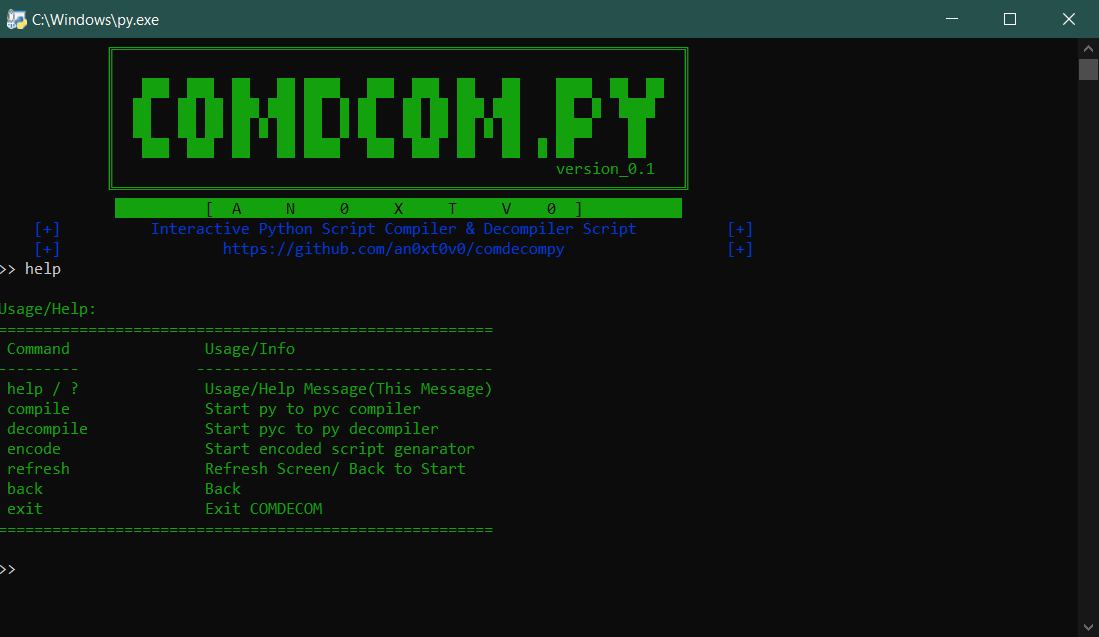 C:\Windows\py.exe
COMDCOM.PY
version_0.1
[ A N 0 X T V 0 ]
[+] Interactive Python Script Compiler & Decompiler Script [+]
[+] https://github.com/an0xt0v0/comdecompy [+]
>> help
Usage/Help:
=======================================================
Command Usage/Info
--------- ---------------------------------
help / ? Usage/Help Message(This Message)
compile Start py to pyc compiler
decompile Start pyc to py decompiler
encode Start encoded script genarator
refresh Refresh Screen/ Back to Start
back Back
exit Exit COMDECOM
=======================================================
>>